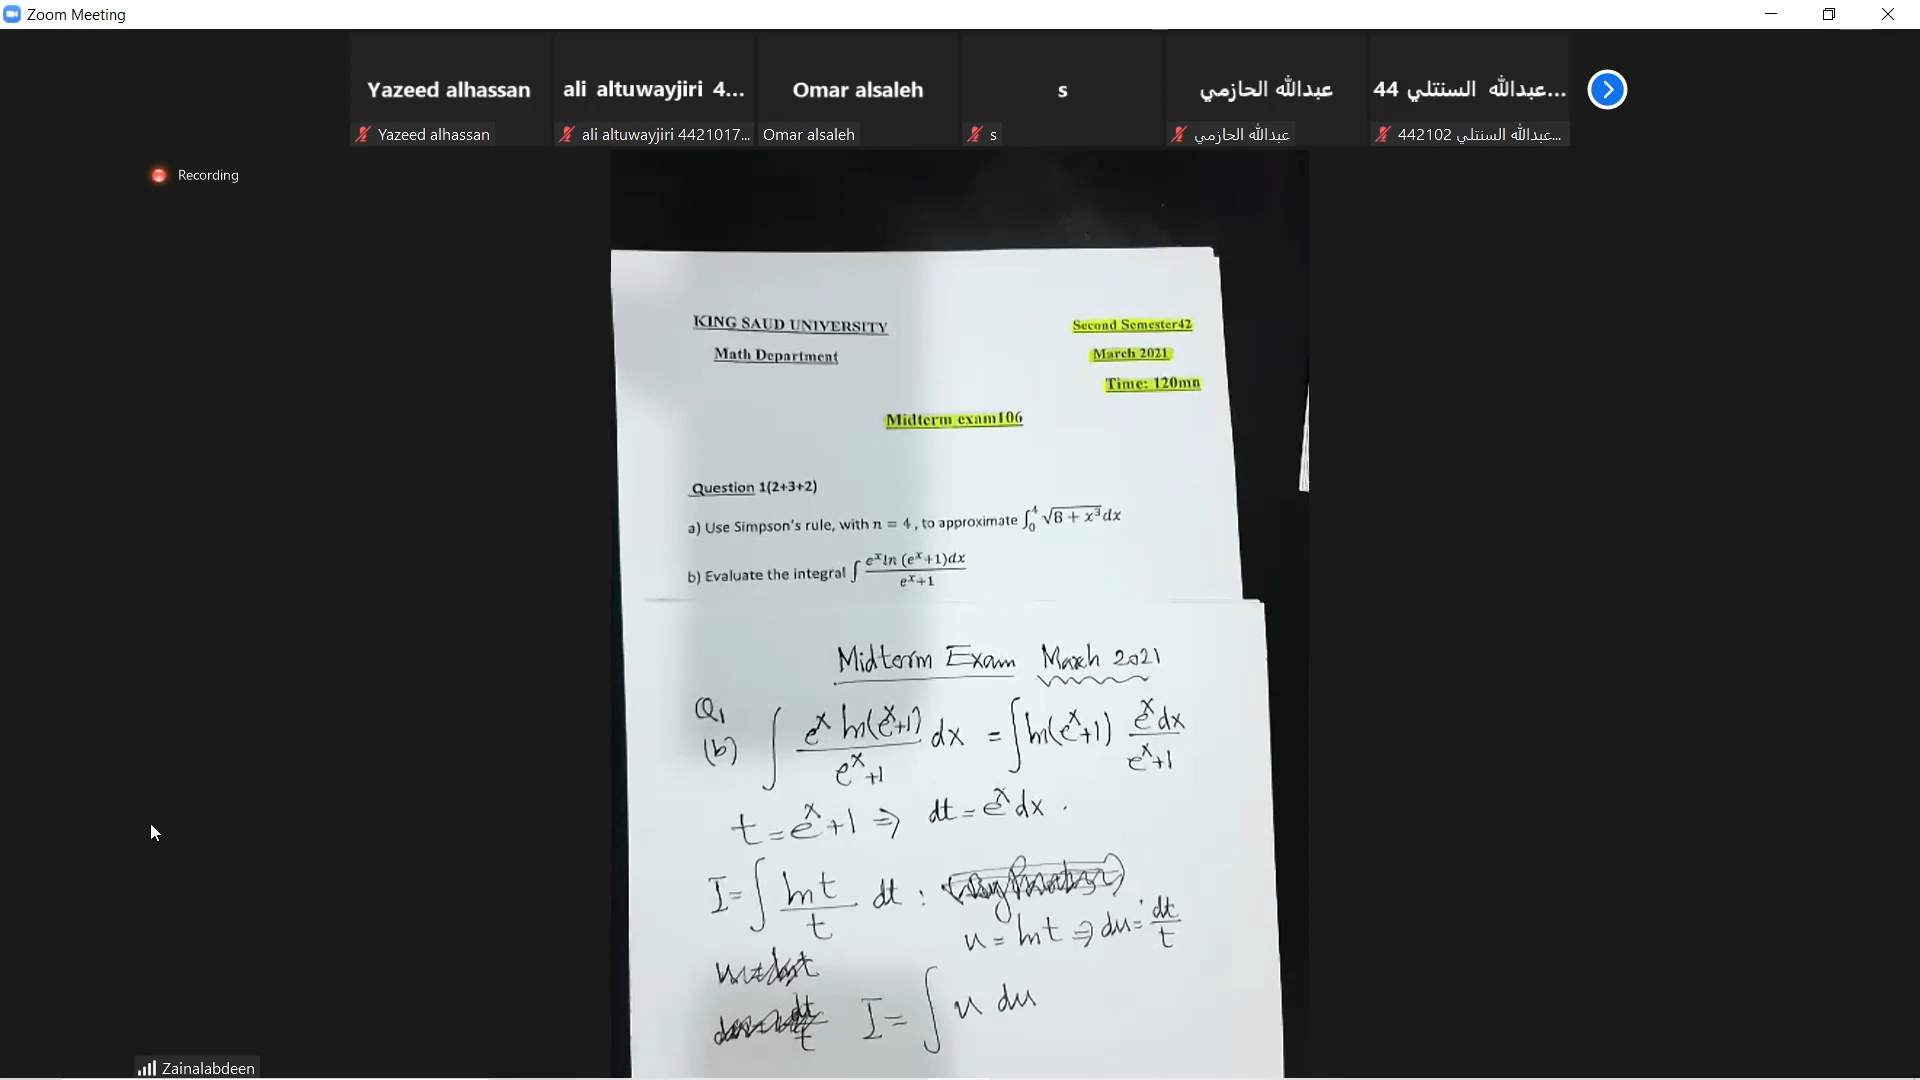 Zoom Meeting
Yazeed alhassan
ali altuwayjiri 4...
Omar alsaleh
s
عبدالله الحازمي
عبدالله السنتلي 44...
Yazeed alhassan
ali altuwayjiri 4421017...
Omar alsaleh
s
عبدالله الحازمي
عبدالله السنتلي 442102...
Recording
KING SAUD UNIVERSITY
Second Semester42
Math Department
March 2021
Time: 120mn
Midterm exam106
Question 1(2+3+2)
a) Use Simpson's rule, with n = 4 , to approximate ∫₀⁴ √(8 + x³) dx
b) Evaluate the integral ∫ eˣ ln (eˣ+1)dx / eˣ+1
Midterm Exam March 2021
Q1
(b) ∫ eˣ ln(eˣ+1) / eˣ+1 dx = ∫ ln(eˣ+1) eˣdx / eˣ+1
t = eˣ+1 ⇒ dt = eˣ dx .
I = ∫ ln t / t dt :
u = ln t ⇒ du = dt / t
I = ∫ u du
Zainalabdeen